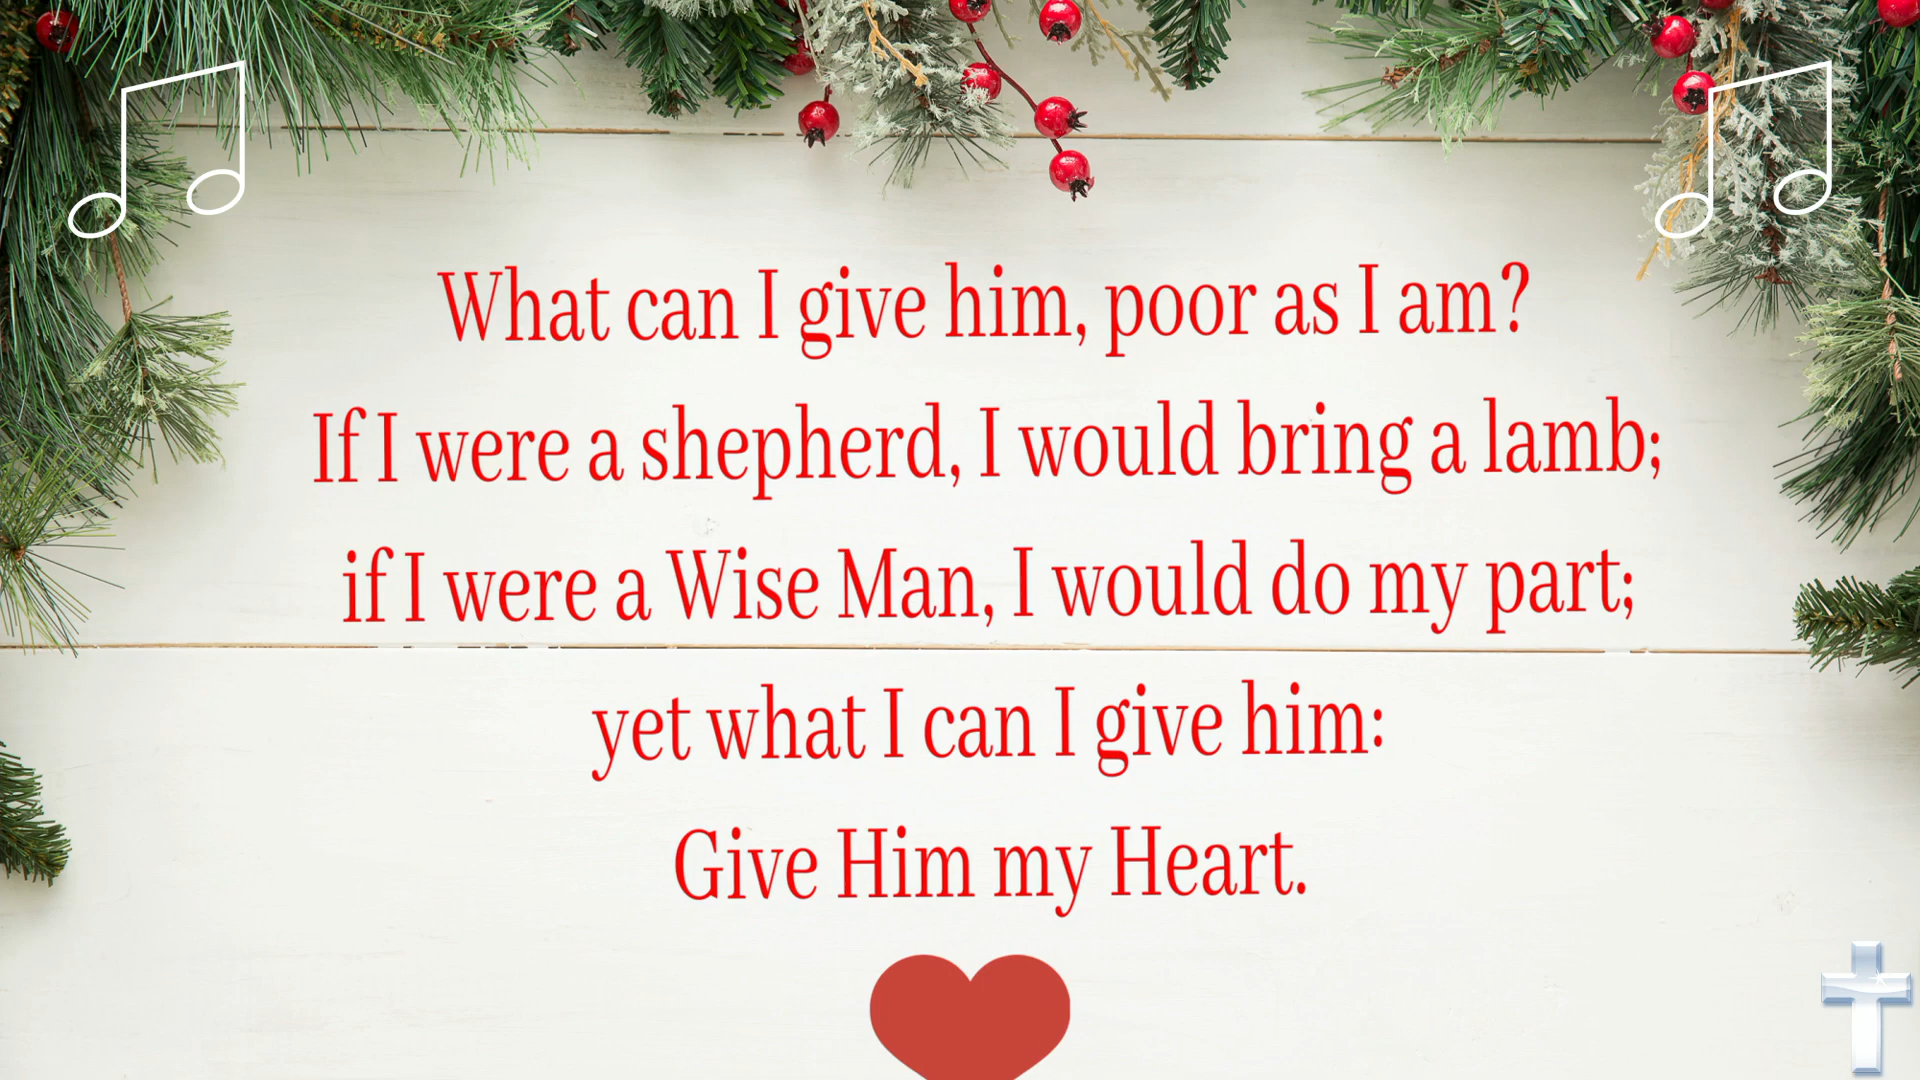 What can I give him, poor as I am?
If I were a shepherd, I would bring a lamb;
if I were a Wise Man, I would do my part;
yet what I can I give him:
Give Him my Heart.